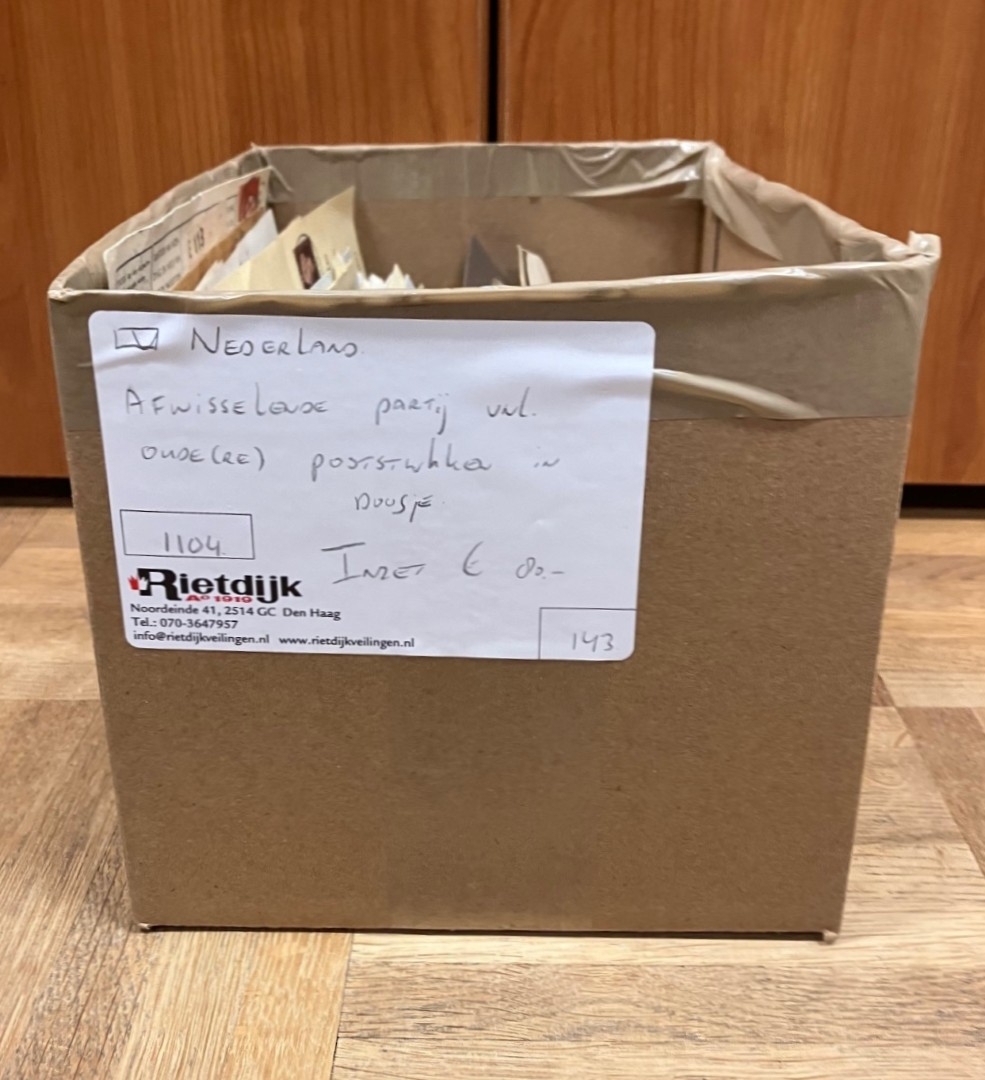 NEDERLAND
AFWISSELENDE partij vnl.
OUDE(RE) poststukken in
DOOSJE.
1104
INZET € 80.-
Rietdijk
Aº 1919
Noordeinde 41, 2514 GC Den Haag
Tel.: 070-3647957
info@rietdijkveilingen.nl www.rietdijkveilingen.nl
143